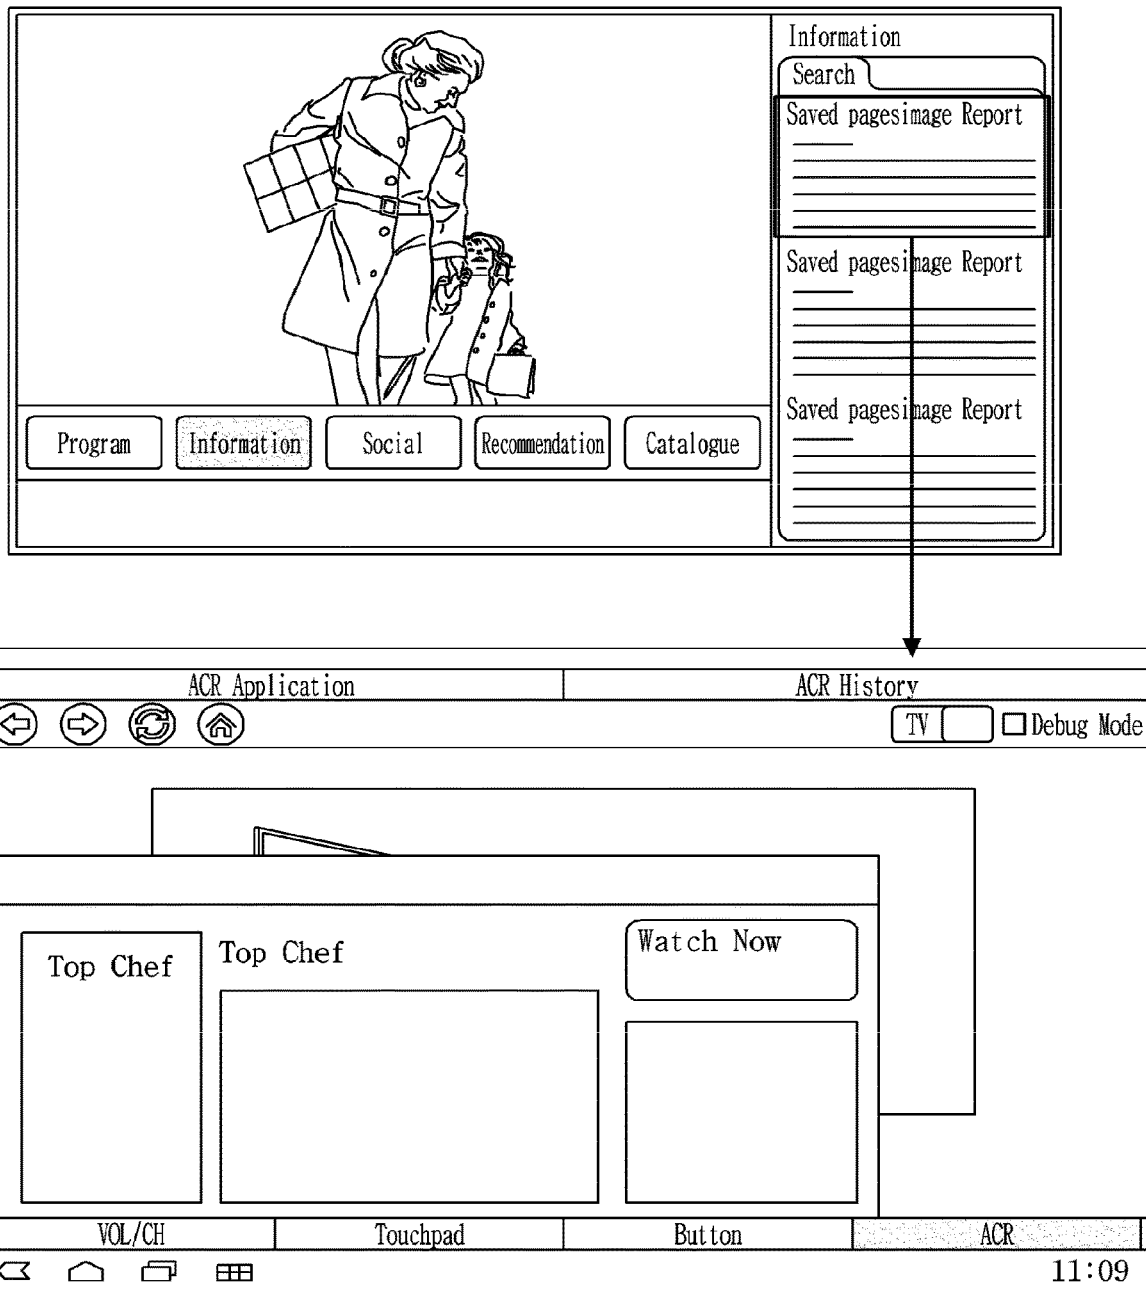 Information
Search
Saved pagesimage Report
Saved pagesimage Report
Saved pagesimage Report
Program
Information
Social
Recommendation
Catalogue
ACR Application
ACR History
TV
Debug Mode
Top Chef
Top Chef
Watch Now
VOL/CH
Touchpad
Button
ACR
11:09